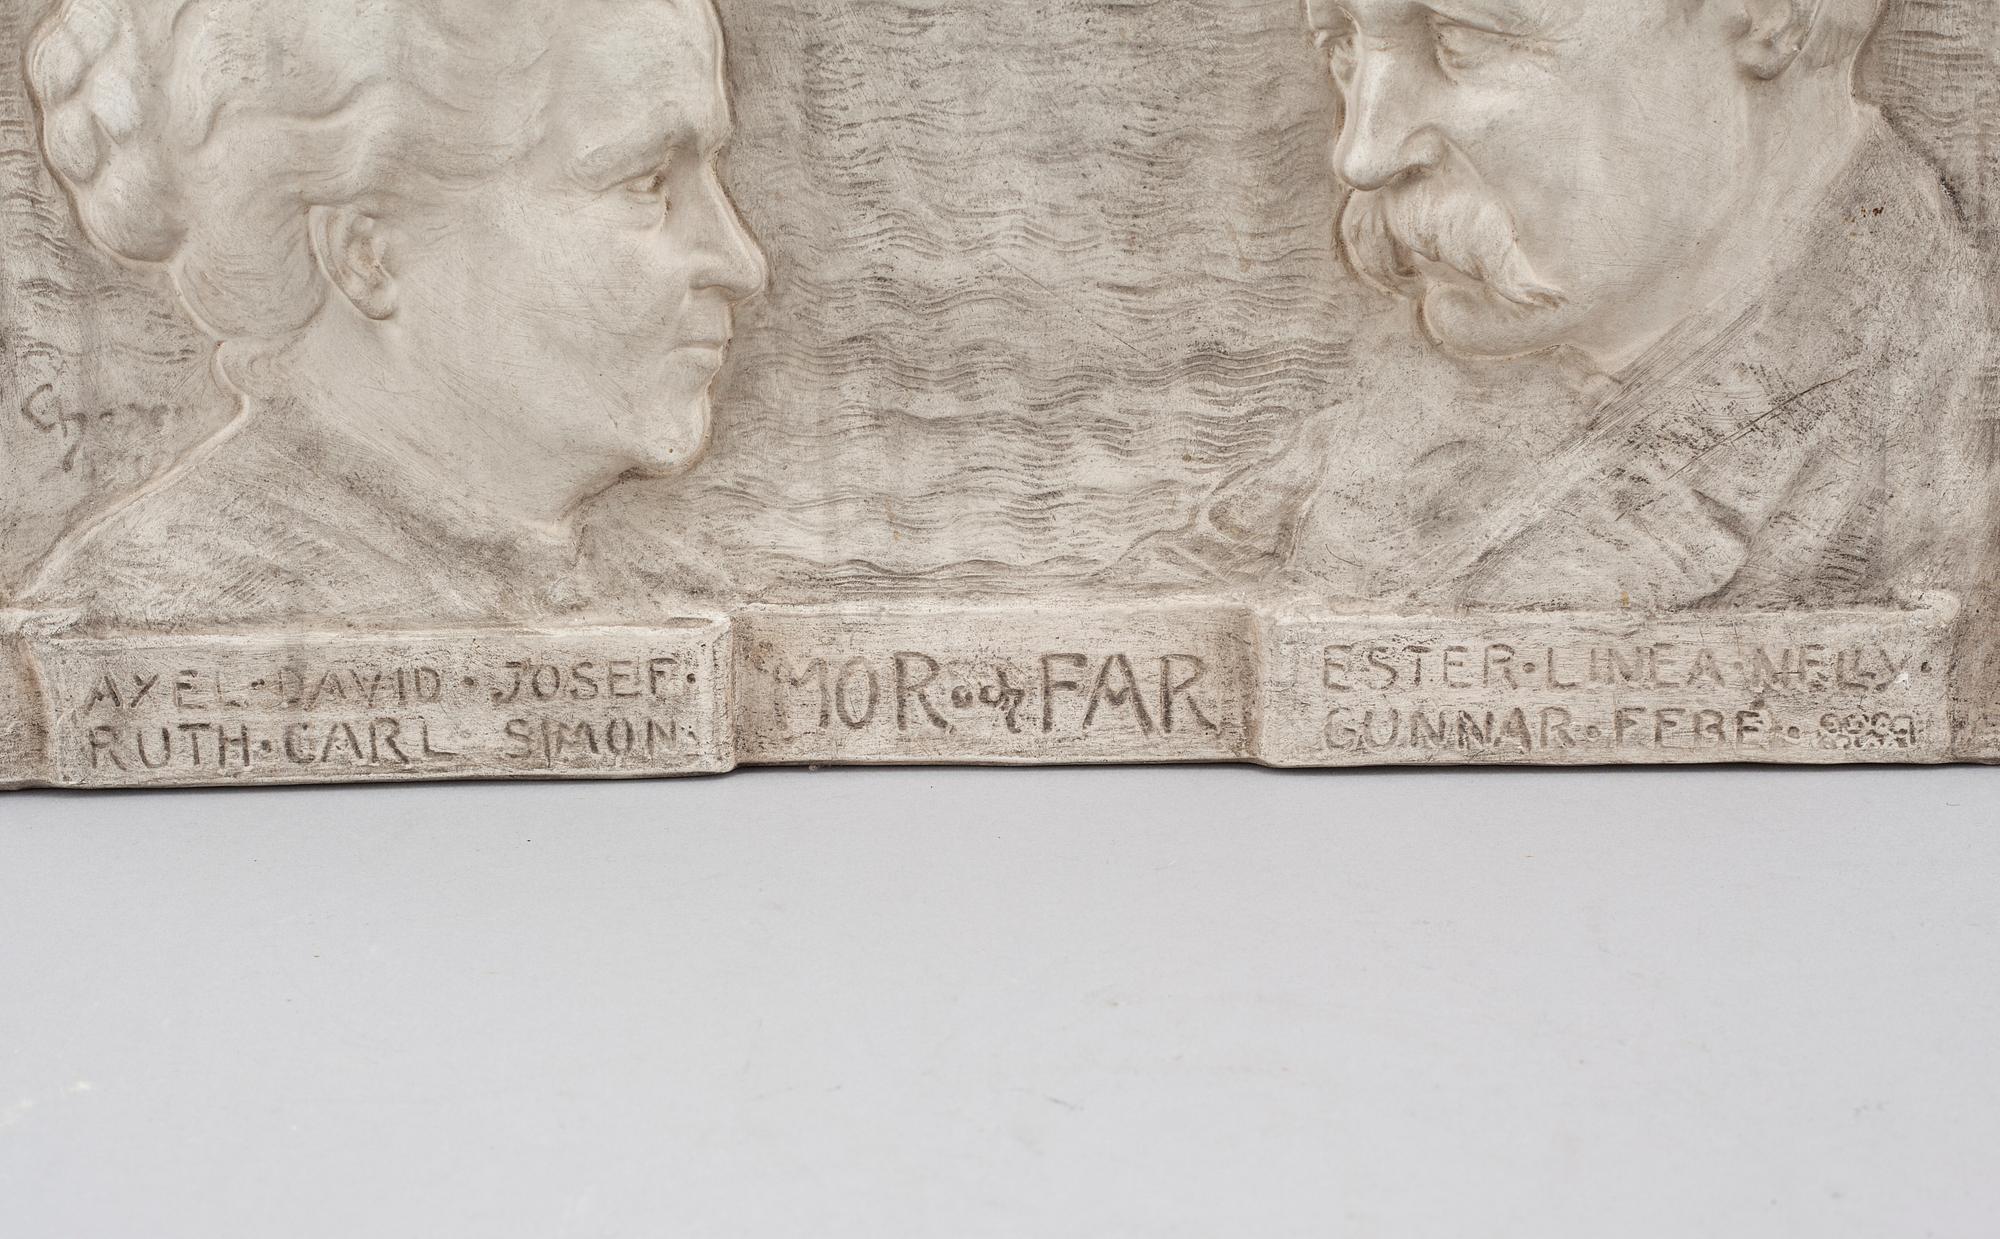 AXEL · DAVID · JOSEF ·
RUTH · CARL · SIMON ·
MOR och FAR
ESTER · LINEA · NELLY ·
GUNNAR · FEBE ·